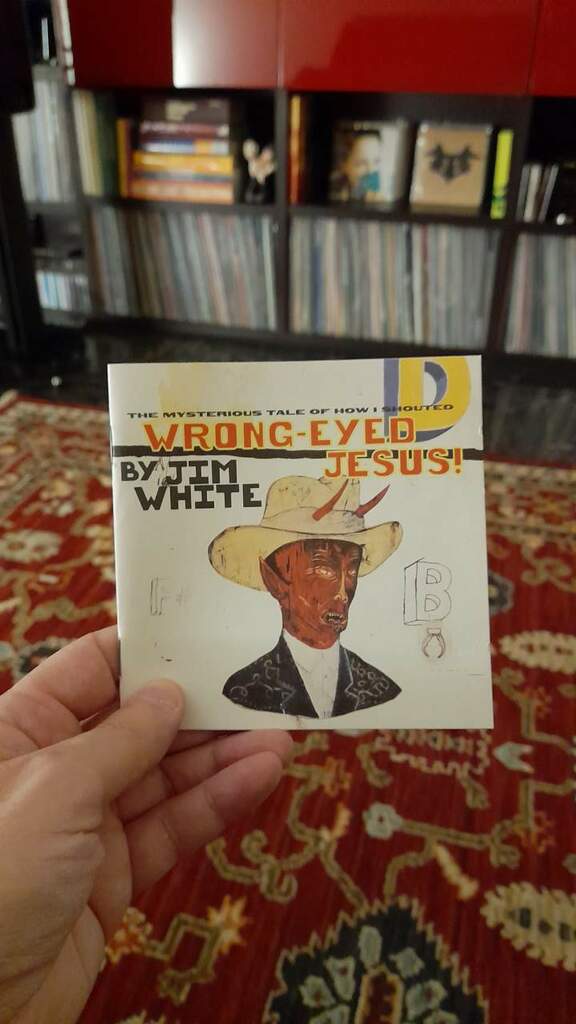 D
THE MYSTERIOUS TALE OF HOW I SHOUTED
WRONG-EYED
JESUS!
BY JIM
WHITE
F
B